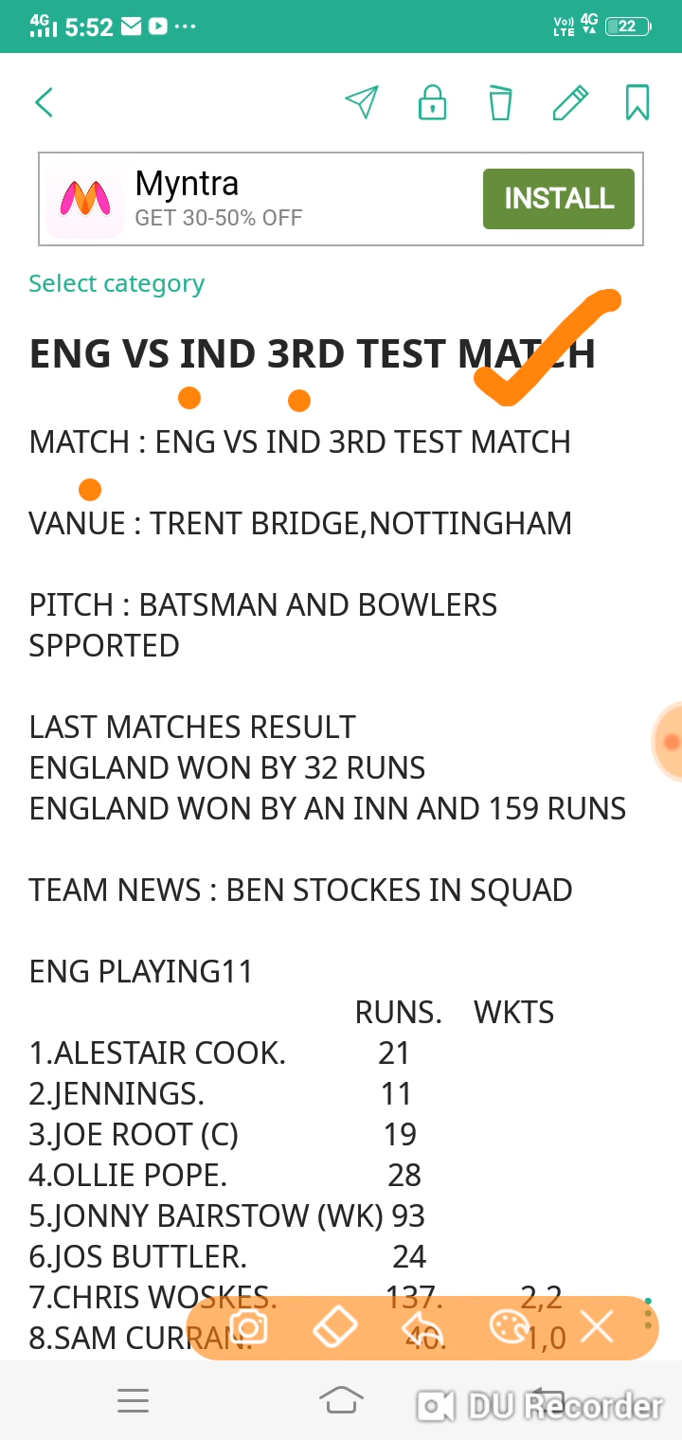 4G 5:52 ... Vo)) LTE 4G 22
Myntra
GET 30-50% OFF
INSTALL
Select category
ENG VS IND 3RD TEST MATCH
MATCH : ENG VS IND 3RD TEST MATCH
VANUE : TRENT BRIDGE,NOTTINGHAM
PITCH : BATSMAN AND BOWLERS
SPPORTED
LAST MATCHES RESULT
ENGLAND WON BY 32 RUNS
ENGLAND WON BY AN INN AND 159 RUNS
TEAM NEWS : BEN STOCKES IN SQUAD
ENG PLAYING11
RUNS. WKTS
1.ALESTAIR COOK. 21
2.JENNINGS. 11
3.JOE ROOT (C) 19
4.OLLIE POPE. 28
5.JONNY BAIRSTOW (WK) 93
6.JOS BUTTLER. 24
7.CHRIS WOSKES. 137. 2,2
8.SAM CURRAN. 40. 1,0
DU Recorder